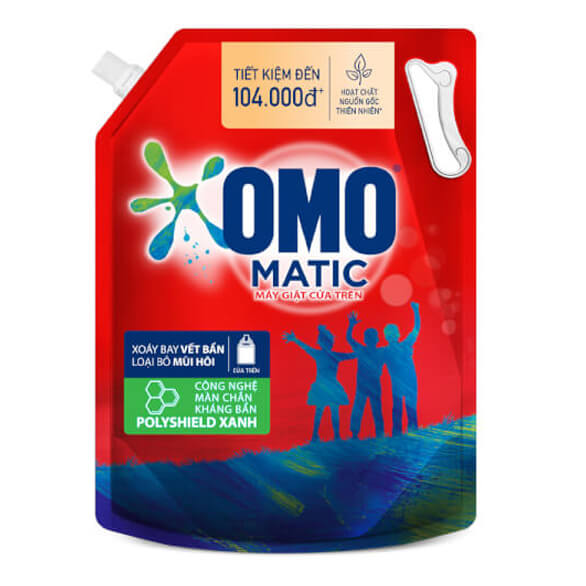 TIẾT KIỆM ĐẾN
104.000đ+
HOẠT CHẤT
NGUỒN GỐC
THIÊN NHIÊN*
OMO
MATIC
MÁY GIẶT CỬA TRÊN
XOÁY BAY VẾT BẨN
LOẠI BỎ MÙI HÔI
CỬA TRÊN
CÔNG NGHỆ
MÀN CHẮN
KHÁNG BẨN
POLYSHIELD XANH